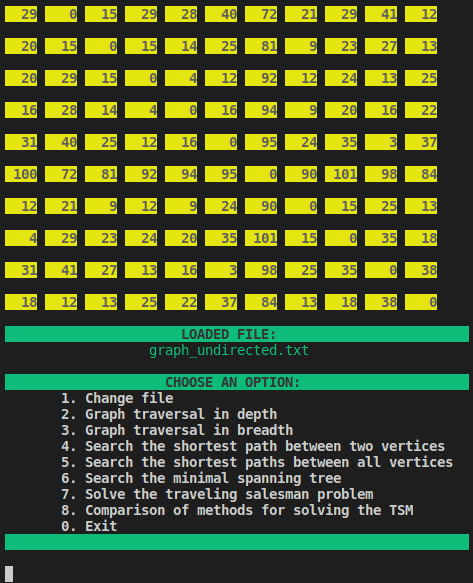 29 0 15 29 28 40 72 21 29 41 12
20 15 0 15 14 25 81 9 23 27 13
20 29 15 0 4 12 92 12 24 13 25
16 28 14 4 0 16 94 9 20 16 22
31 40 25 12 16 0 95 24 35 3 37
100 72 81 92 94 95 0 90 101 98 84
12 21 9 12 9 24 90 0 15 25 13
4 29 23 24 20 35 101 15 0 35 18
31 41 27 13 16 3 98 25 35 0 38
18 12 13 25 22 37 84 13 18 38 0
LOADED FILE:
graph_undirected.txt
CHOOSE AN OPTION:
1. Change file
2. Graph traversal in depth
3. Graph traversal in breadth
4. Search the shortest path between two vertices
5. Search the shortest paths between all vertices
6. Search the minimal spanning tree
7. Solve the traveling salesman problem
8. Comparison of methods for solving the TSM
0. Exit